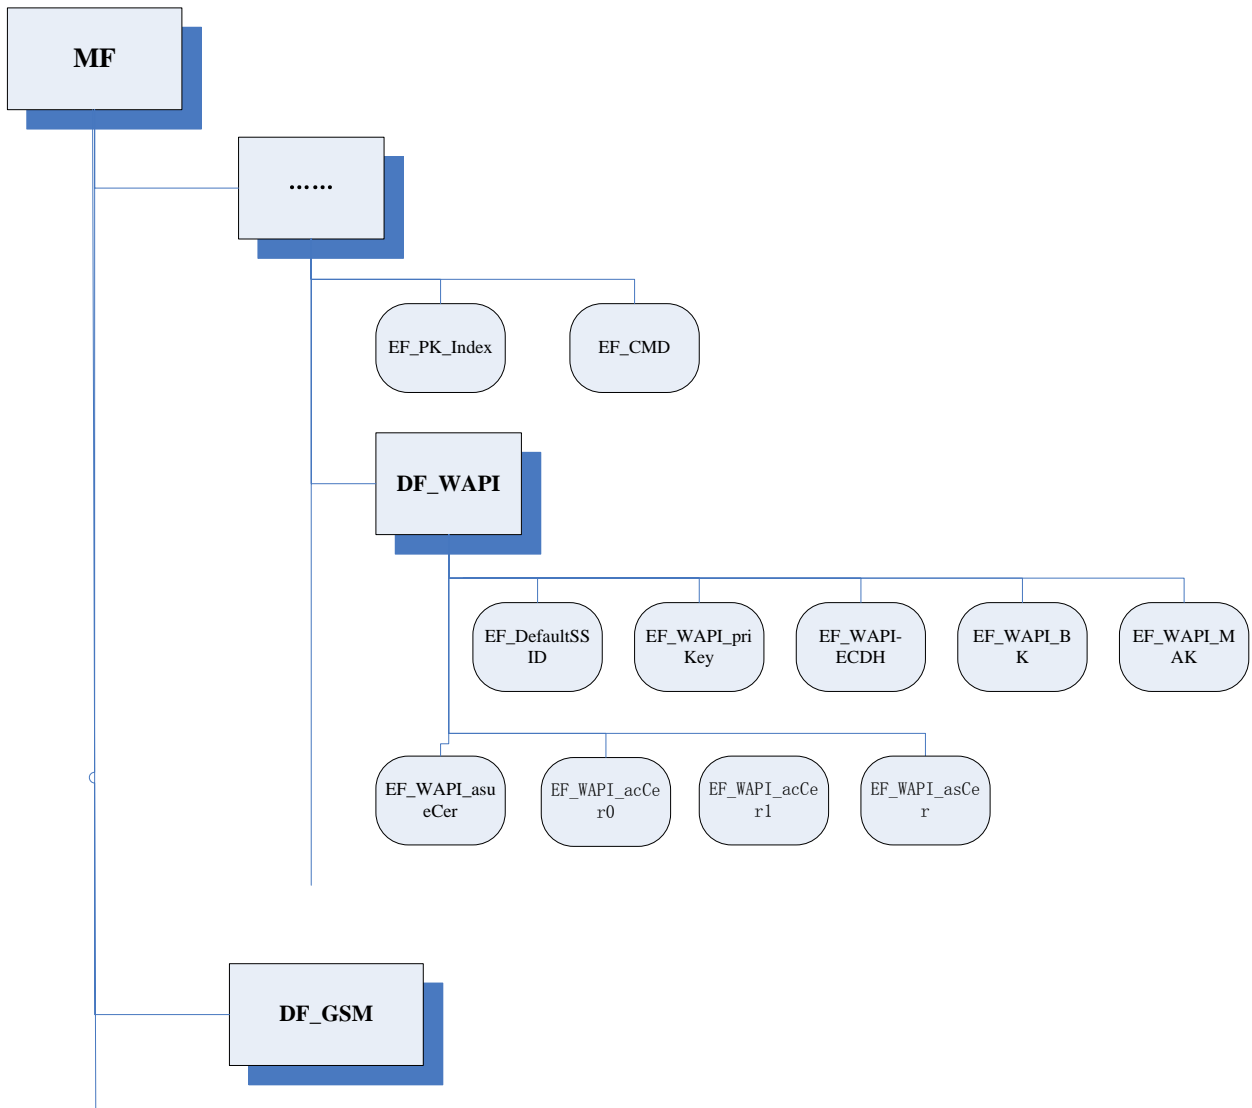 MF
……
EF_PK_Index
EF_CMD
DF_WAPI
EF_DefaultSS
ID
EF_WAPI_pri
Key
EF_WAPI-
ECDH
EF_WAPI_B
K
EF_WAPI_M
AK
EF_WAPI_asu
eCer
EF_WAPI_acCe
r0
EF_WAPI_acCe
r1
EF_WAPI_asCe
r
DF_GSM